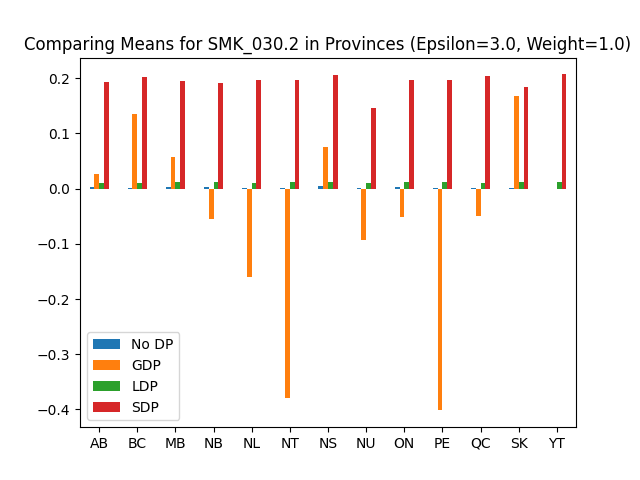 Comparing Means for SMK_030.2 in Provinces (Epsilon=3.0, Weight=1.0)
0.2
0.1
0.0
−0.1
−0.2
−0.3
−0.4
No DP
GDP
LDP
SDP
AB BC MB NB NL NT NS NU ON PE QC SK YT